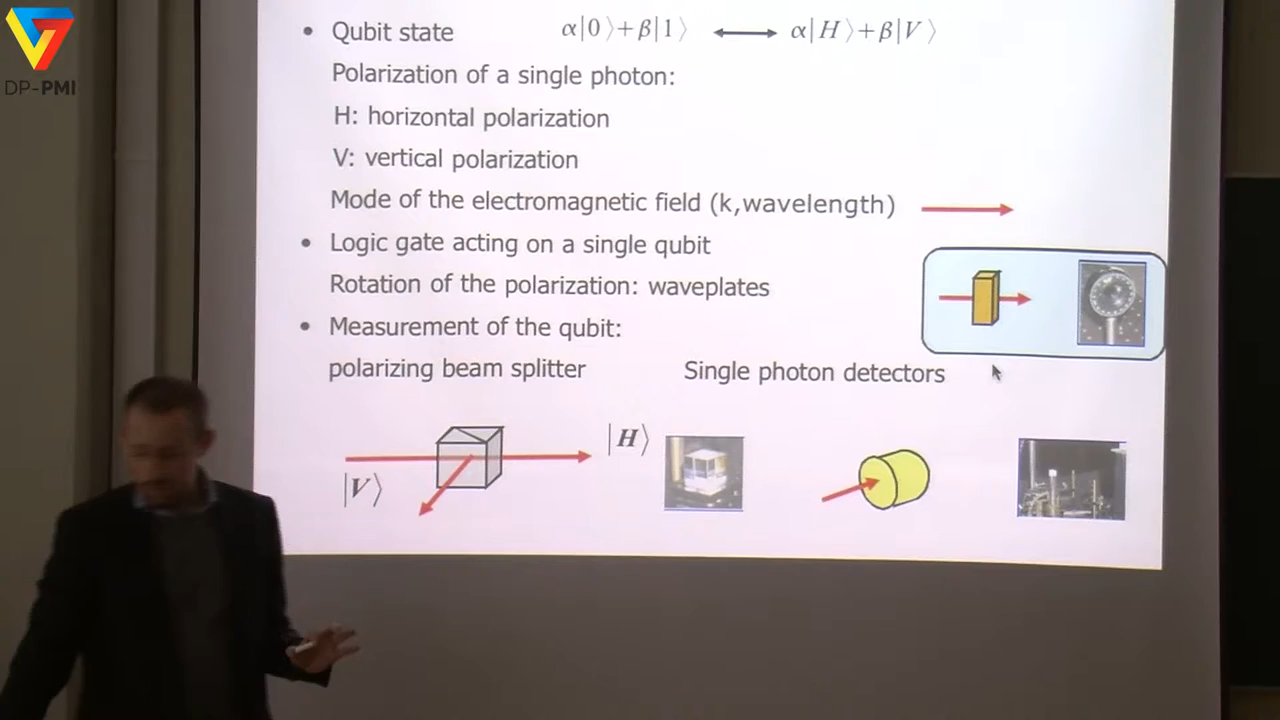 DP-PMI
• Qubit state α|0⟩+β|1⟩ ⟷ α|H⟩+β|V⟩
Polarization of a single photon:
H: horizontal polarization
V: vertical polarization
Mode of the electromagnetic field (k,wavelength)
• Logic gate acting on a single qubit
Rotation of the polarization: waveplates
• Measurement of the qubit:
polarizing beam splitter Single photon detectors
|H⟩
|V⟩